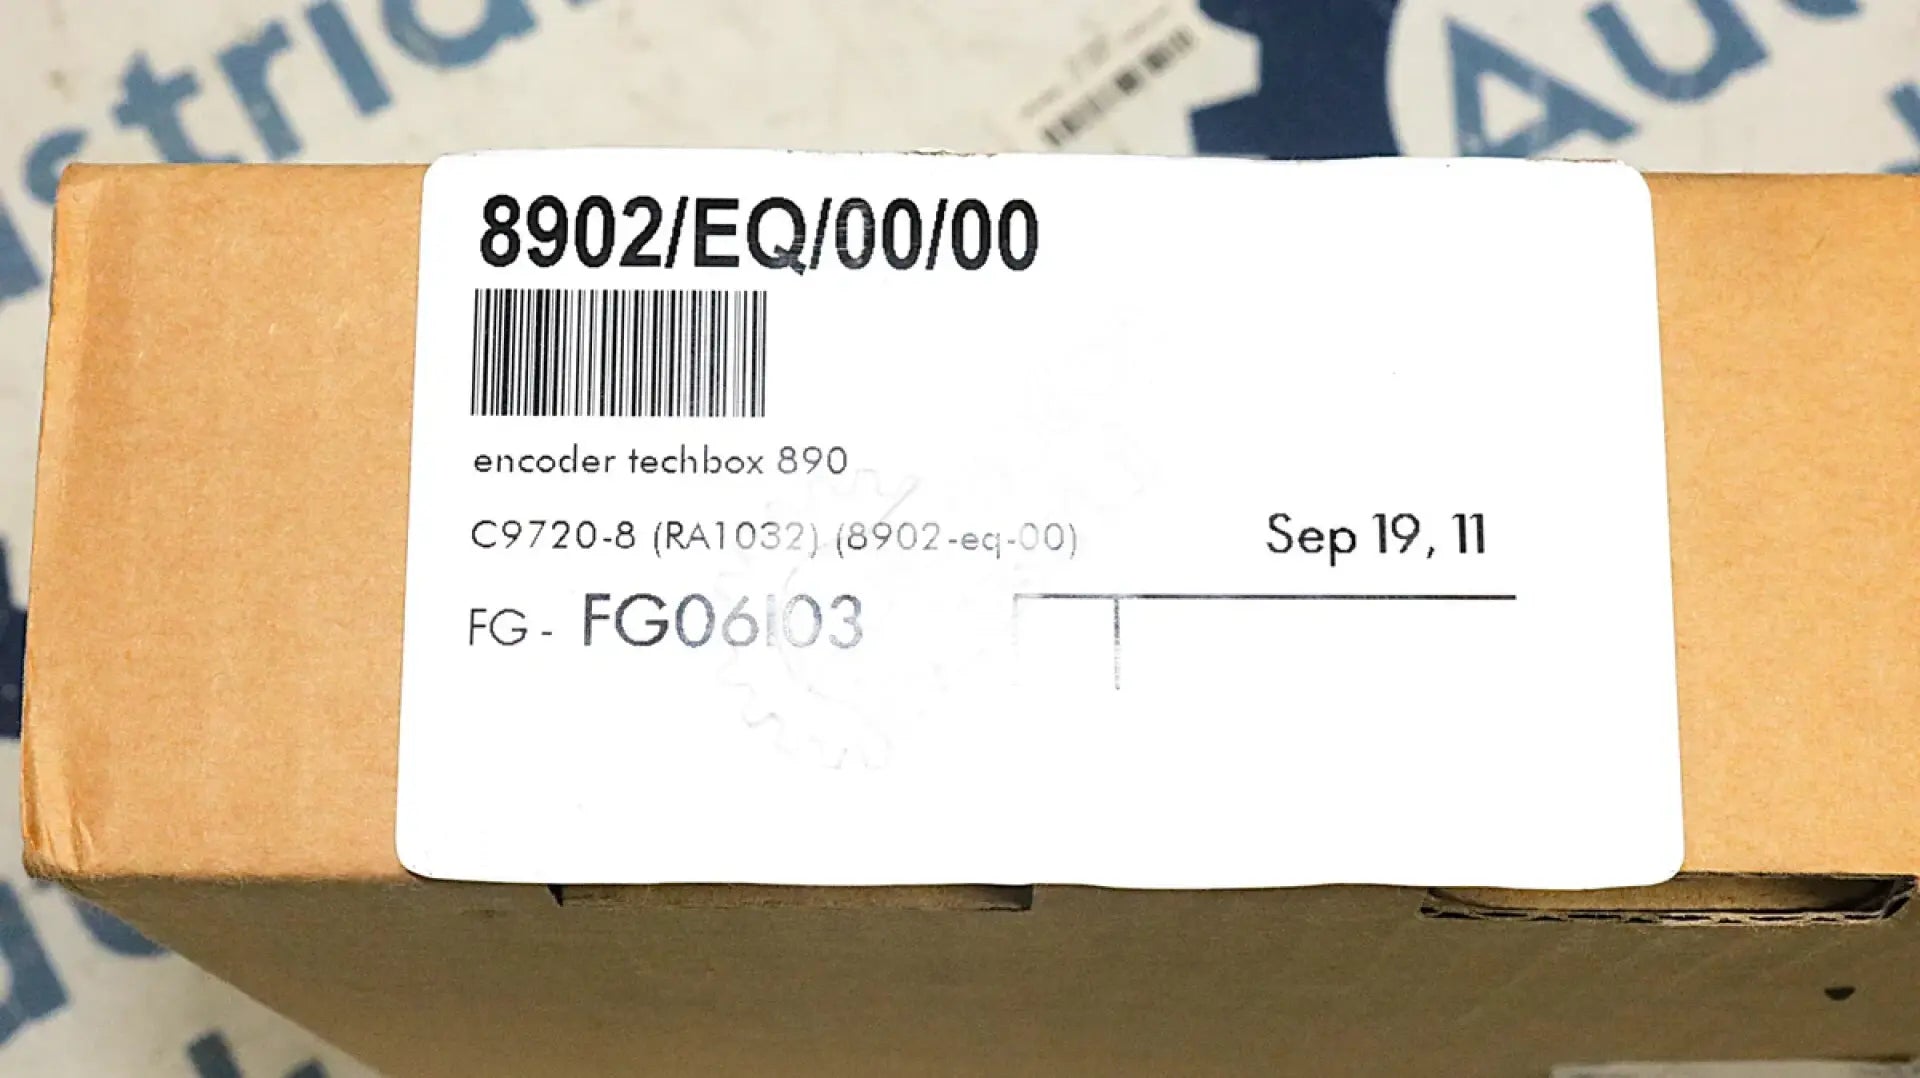 8902/EQ/00/00
encoder techbox 890
C9720-8 (RA1032) (8902-eq-00)
Sep 19, 11
FG - FG06I03